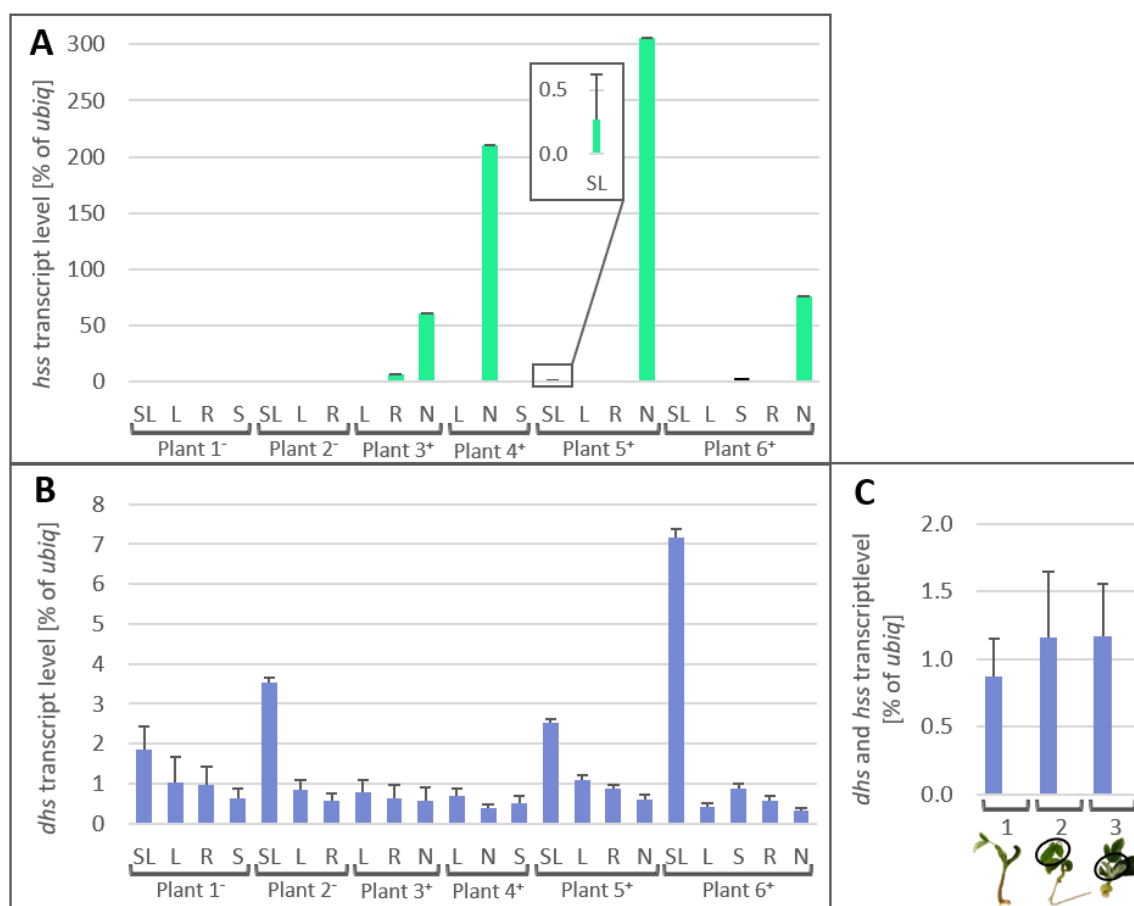 A
hss transcript level [% of ubiq]
300
250
200
150
100
50
0
0.5
0.0
SL
SL L R S SL L R L R N L N S SL L R N SL L S R N
Plant 1⁻ Plant 2⁻ Plant 3⁺ Plant 4⁺ Plant 5⁺ Plant 6⁺
B
dhs transcript level [% of ubiq]
8
7
6
5
4
3
2
1
0
SL L R S SL L R L R N L N S SL L R N SL L S R N
Plant 1⁻ Plant 2⁻ Plant 3⁺ Plant 4⁺ Plant 5⁺ Plant 6⁺
C
dhs and hss transcriptlevel
[% of ubiq]
2.0
1.5
1.0
0.5
0.0
1 2 3